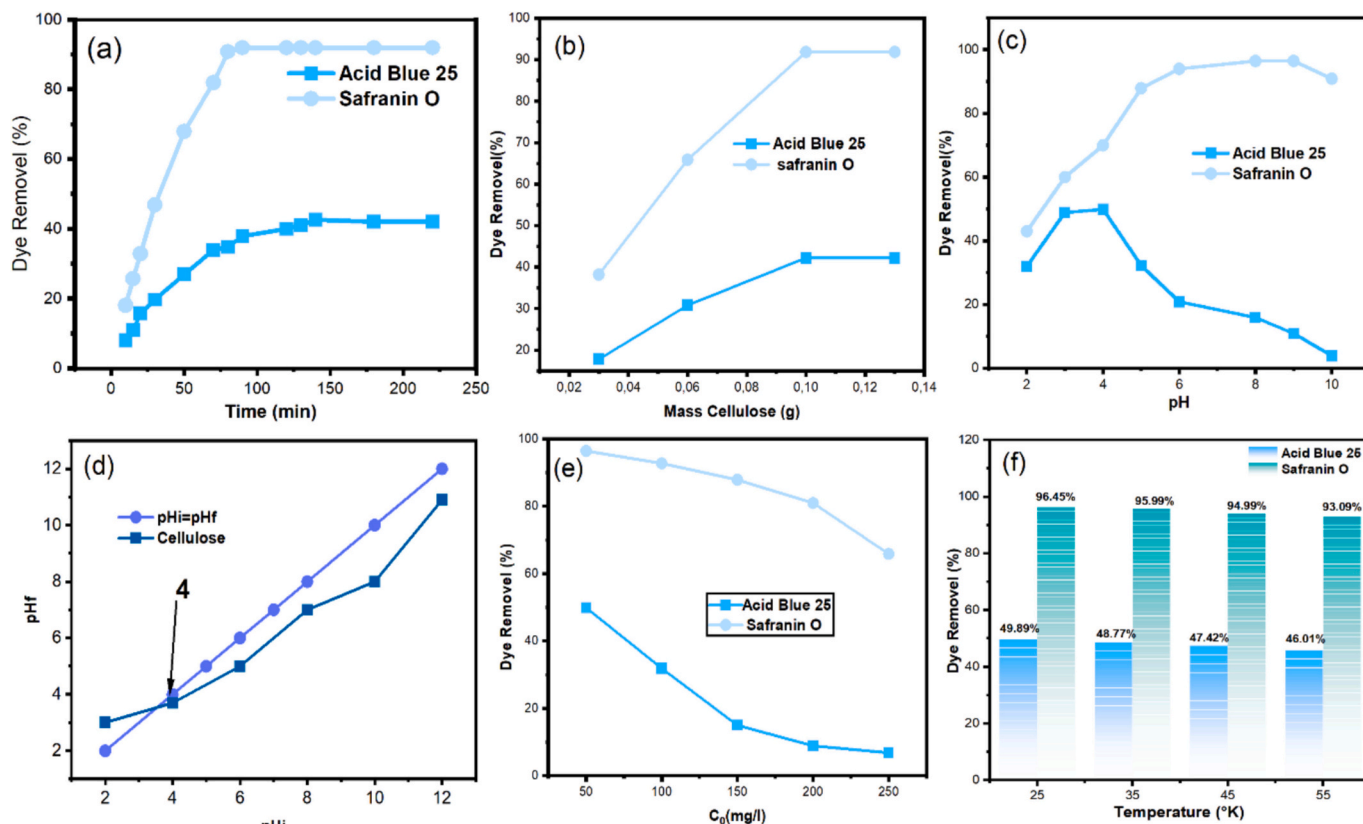 (a)
Acid Blue 25
Safranin O
Dye Removel (%)
100
80
60
40
20
0
0
50
100
150
200
250
Time (min)
(b)
Acid Blue 25
safranin O
Dye Removel(%)
100
90
80
70
60
50
40
30
20
0,02
0,04
0,06
0,08
0,10
0,12
0,14
Mass Cellulose (g)
(c)
Acid Blue 25
Safranin O
Dye Removel(%)
100
80
60
40
20
0
2
4
6
8
10
pH
(d)
pHi=pHf
Cellulose
4
pHf
12
10
8
6
4
2
2
4
6
8
10
12
pHi
(e)
Acid Blue 25
Safranin O
Dye Removel (%)
100
80
60
40
20
0
50
100
150
200
250
C₀(mg/l)
(f)
Acid Blue 25
Safranin O
Dye Removel (%)
120
100
80
60
40
20
0
49.89%
96.45%
48.77%
95.99%
47.42%
94.99%
46.01%
93.09%
25
35
45
55
Temperature (°K)